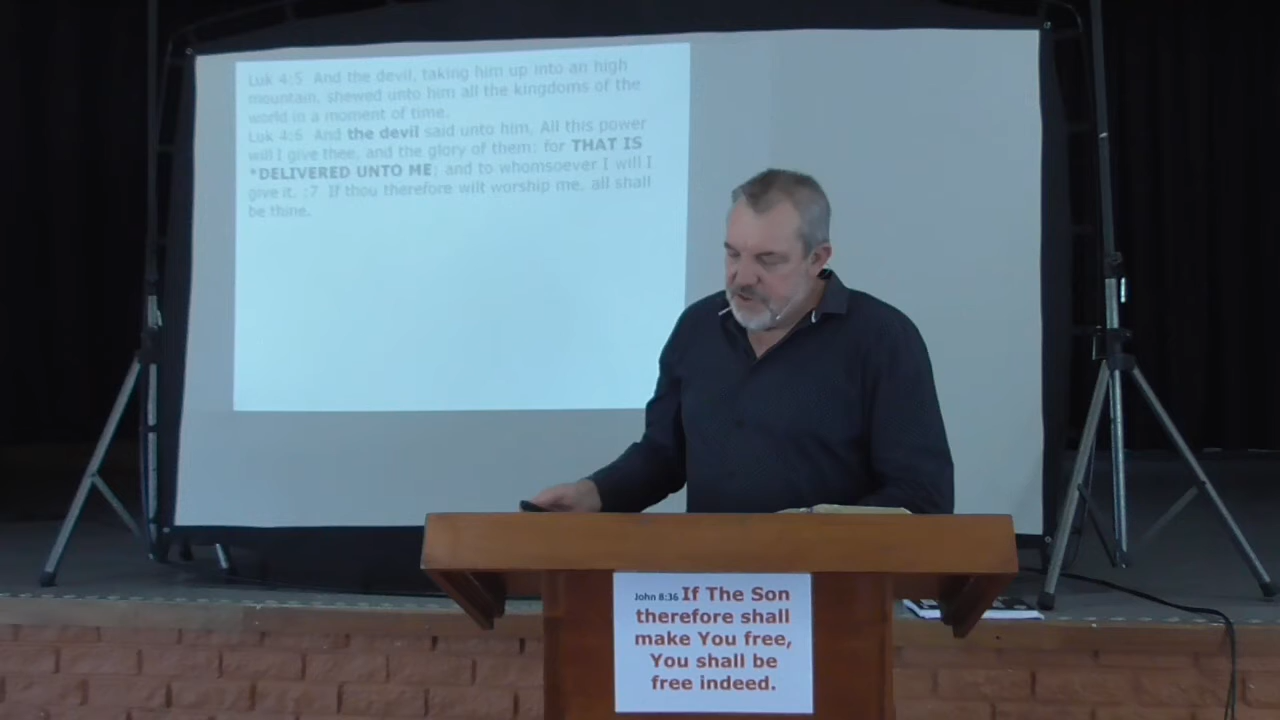 Luk 4:5 And the devil, taking him up into an high
mountain, shewed unto him all the kingdoms of the
world in a moment of time.
Luk 4:6 And the devil said unto him, All this power
will I give thee, and the glory of them: for THAT IS
*DELIVERED UNTO ME; and to whomsoever I will I
give it. :7 If thou therefore wilt worship me, all shall
be thine.
John 8:36 If The Son
therefore shall
make You free,
You shall be
free indeed.